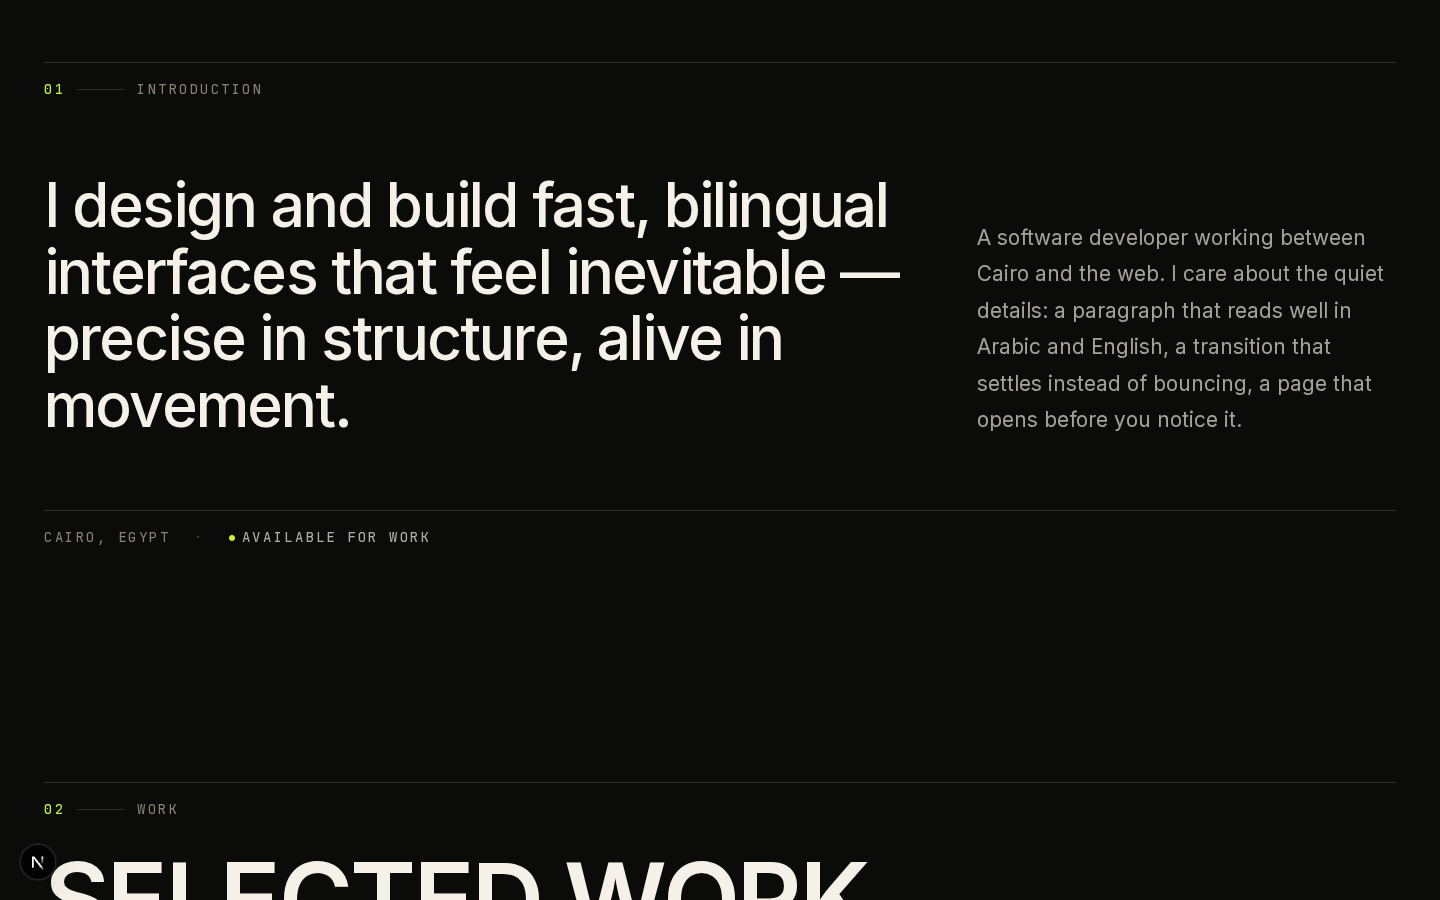 01 INTRODUCTION
I design and build fast, bilingual
interfaces that feel inevitable —
precise in structure, alive in
movement.
A software developer working between
Cairo and the web. I care about the quiet
details: a paragraph that reads well in
Arabic and English, a transition that
settles instead of bouncing, a page that
opens before you notice it.
CAIRO, EGYPT · AVAILABLE FOR WORK
02 WORK
N
SELECTED WORK